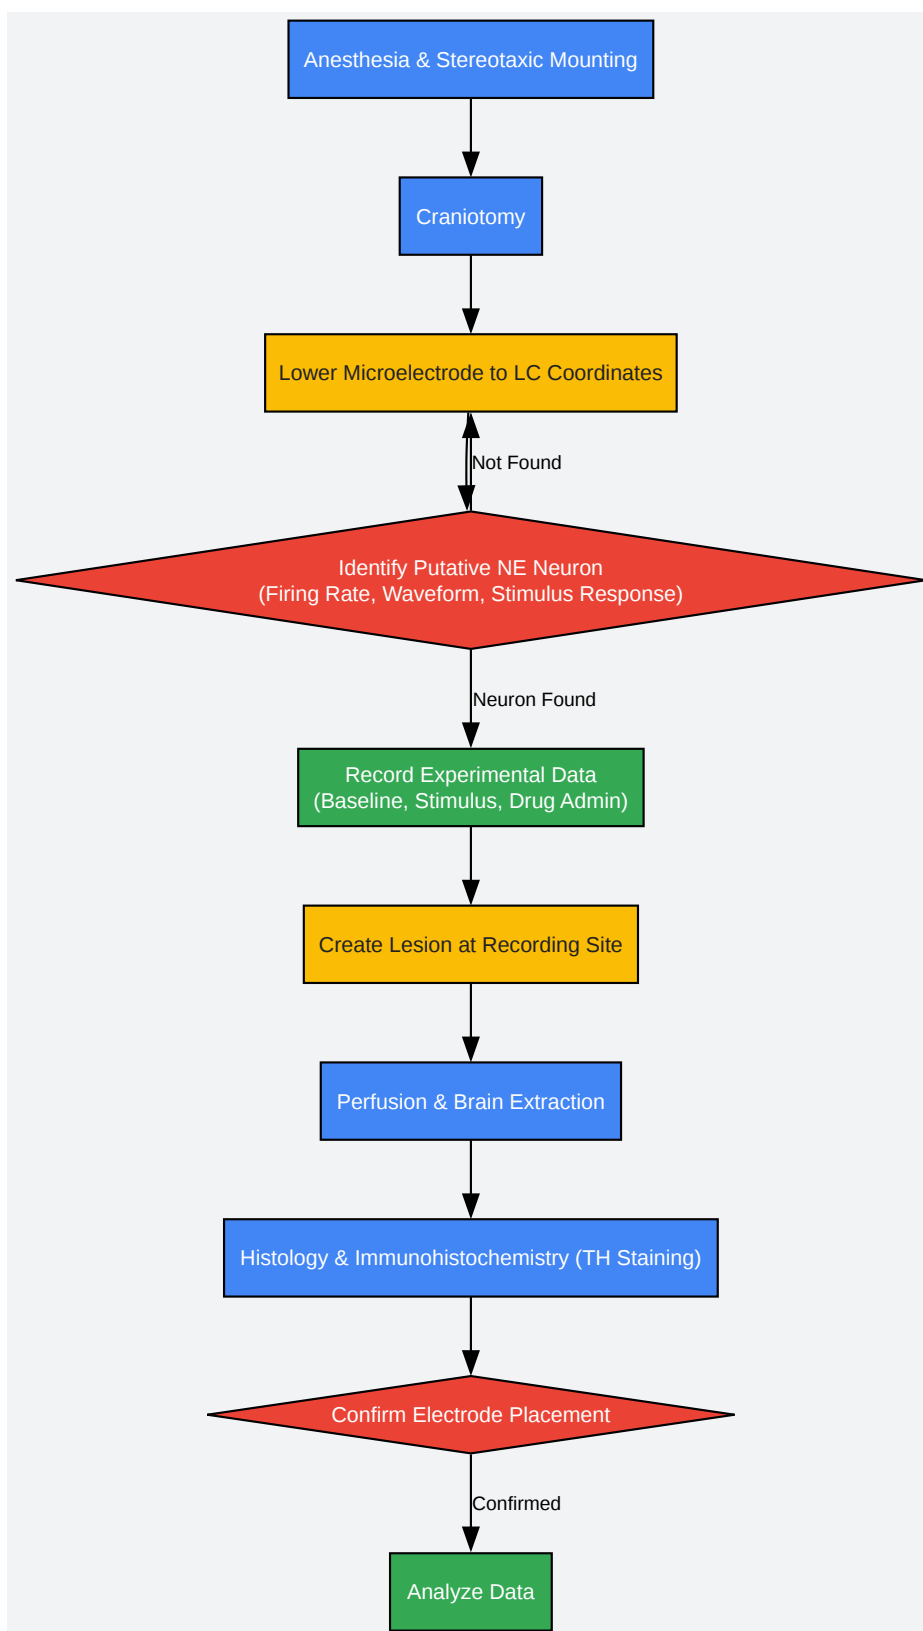 Anesthesia & Stereotaxic Mounting
Craniotomy
Lower Microelectrode to LC Coordinates
Not Found
Identify Putative NE Neuron
(Firing Rate, Waveform, Stimulus Response)
Neuron Found
Record Experimental Data
(Baseline, Stimulus, Drug Admin)
Create Lesion at Recording Site
Perfusion & Brain Extraction
Histology & Immunohistochemistry (TH Staining)
Confirm Electrode Placement
Confirmed
Analyze Data